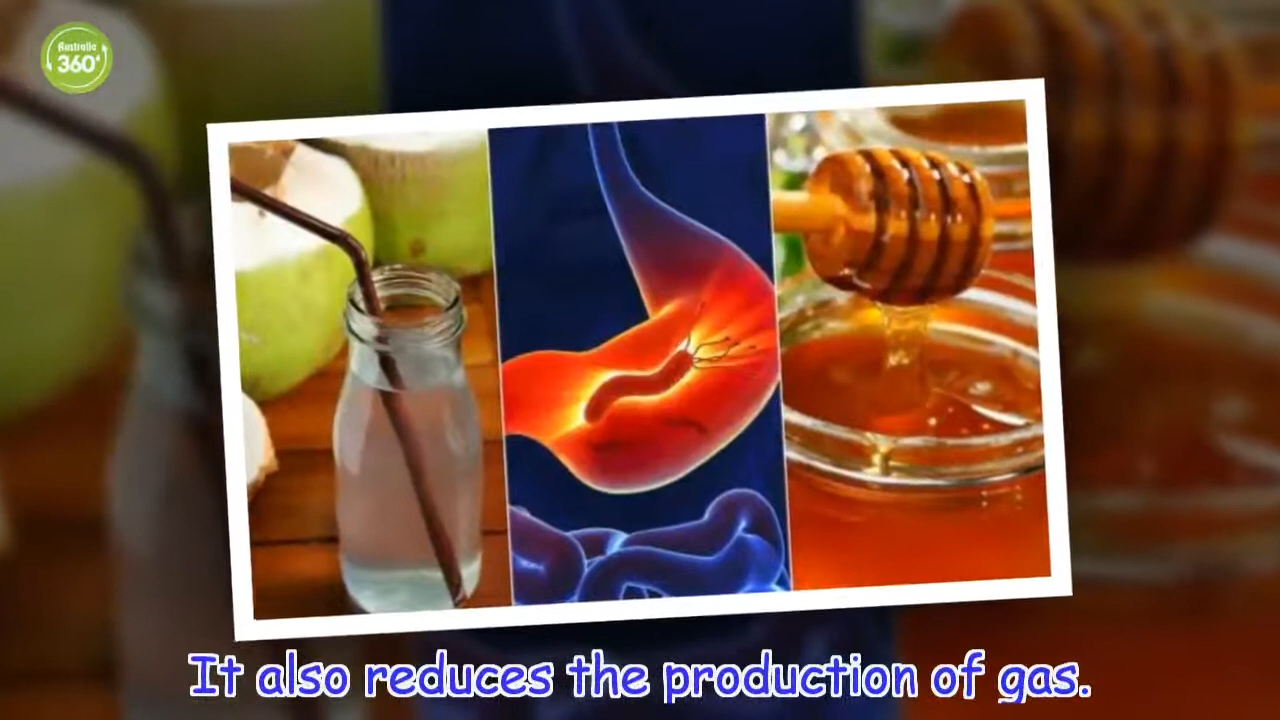 Australia
360°
It also reduces the production of gas.